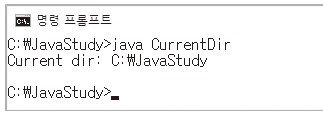 명령 프롬프트
C:₩JavaStudy>java CurrentDir
Current dir: C:₩JavaStudy
C:₩JavaStudy>